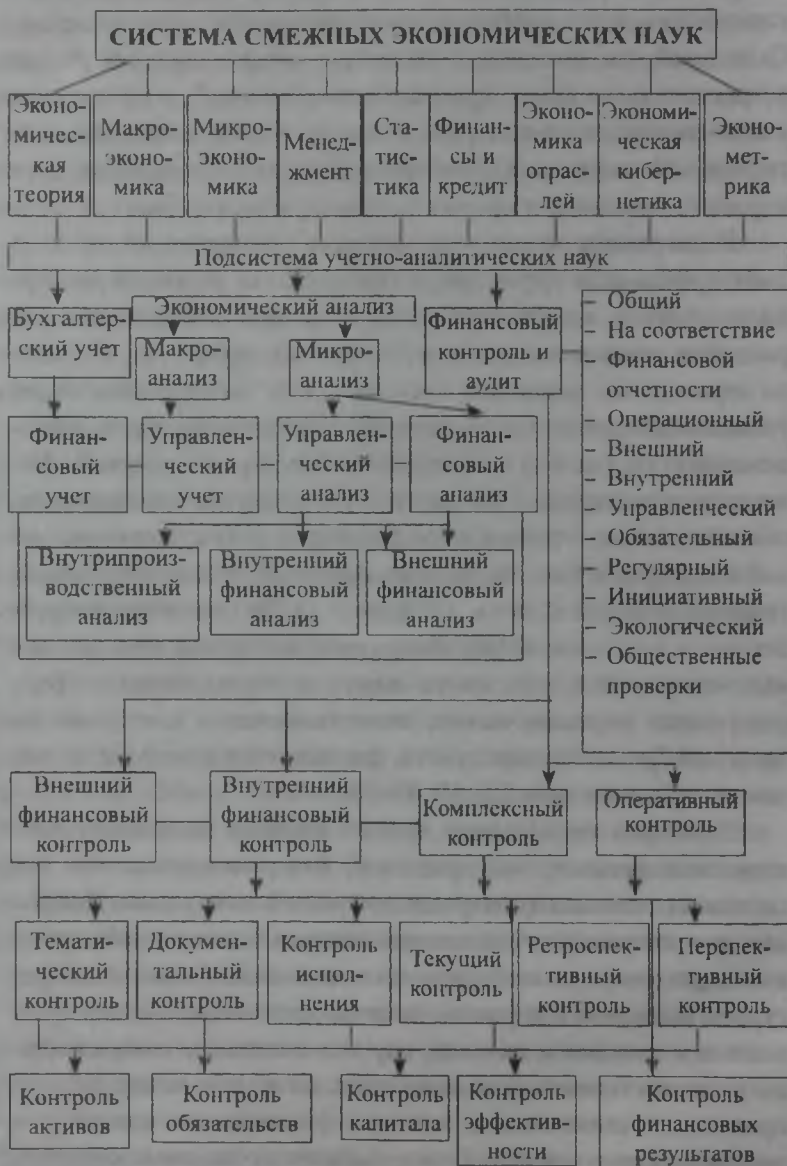 СИСТЕМА СМЕЖНЫХ ЭКОНОМИЧЕСКИХ НАУК
Эконо-
мичес-
кая
теория
Макро-
эконо-
мика
Микро-
эконо-
мика
Менед-
жмент
Ста-
тис-
тика
Финан-
сы и
кредит
Эконо-
мика
отрас-
лей
Экономи-
ческая
кибер-
нетика
Эконо-
мет-
рика
Подсистема учетно-аналитических наук
Бухгалтер-
ский учет
Экономический анализ
Макро-
анализ
Микро-
анализ
Финансовый
контроль и
аудит
– Общий
– На соответствие
– Финансовой
отчетности
– Операционный
– Внешний
– Внутренний
– Управленческий
– Обязательный
– Регулярный
– Инициативный
– Экологический
– Общественные
проверки
Финан-
совый
учет
Управлен-
ческий
учет
Управлен-
ческий
анализ
Финан-
совый
анализ
Внутрипроиз-
водственный
анализ
Внутренний
финансовый
анализ
Внешний
финансовый
анализ
Внешний
финансовый
контроль
Внутренний
финансовый
контроль
Комплексный
контроль
Оперативный
контроль
Темати-
ческий
контроль
Докумен-
тальный
контроль
Контроль
испол-
нения
Текущий
контроль
Ретроспек-
тивный
контроль
Перспек-
тивный
контроль
Контроль
активов
Контроль
обязательств
Контроль
капитала
Контроль
эффектив-
ности
Контроль
финансовых
результатов